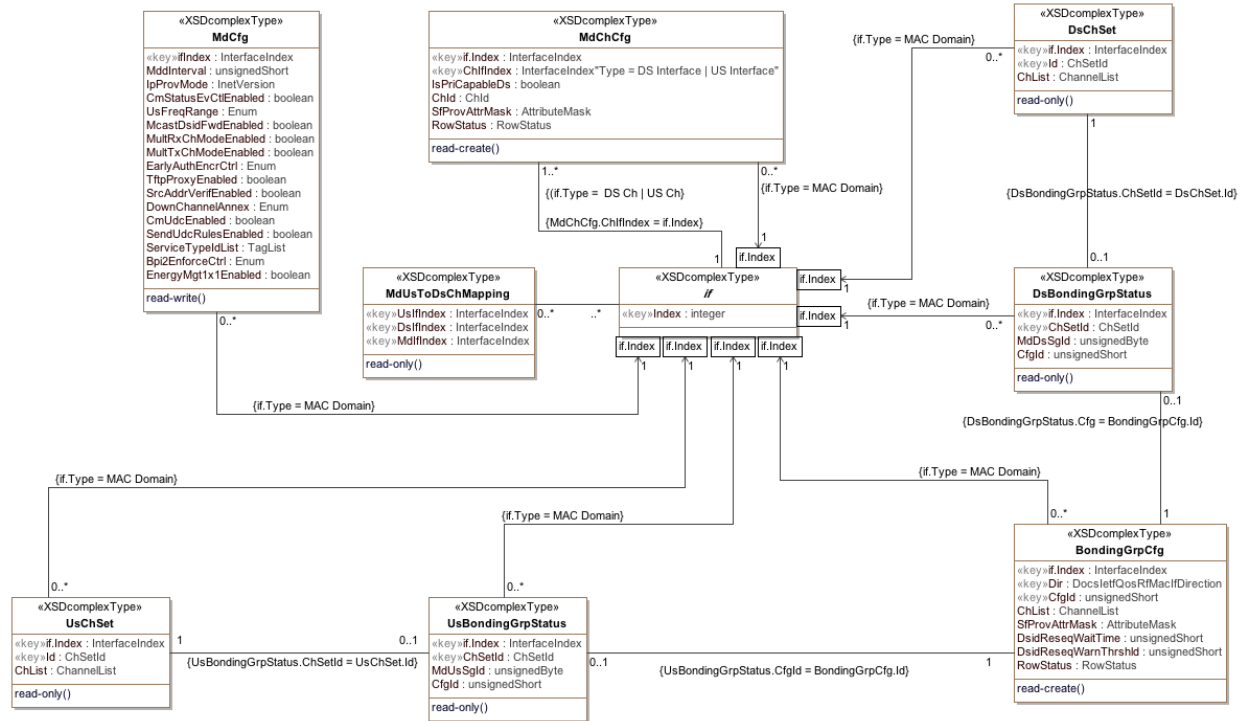 «XSDcomplexType»
MdCfg
«key»ifIndex : InterfaceIndex
MddInterval : unsignedShort
IpProvMode : InetVersion
CmStatusEvCtlEnabled : boolean
UsFreqRange : Enum
McastDsidFwdEnabled : boolean
MultRxChModeEnabled : boolean
MultTxChModeEnabled : boolean
EarlyAuthEncrCtrl : Enum
TftpProxyEnabled : boolean
SrcAddrVerifEnabled : boolean
DownChannelAnnex : Enum
CmUdcEnabled : boolean
SendUdcRulesEnabled : boolean
ServiceTypeIdList : TagList
Bpi2EnforceCtrl : Enum
EnergyMgt1x1Enabled : boolean
read-write()
0..*
{if.Type = MAC Domain}
1
«XSDcomplexType»
MdChCfg
«key»if.Index : InterfaceIndex
«key»ChIfIndex : InterfaceIndex"Type = DS Interface | US Interface"
IsPriCapableDs : boolean
ChId : ChId
SfProvAttrMask : AttributeMask
RowStatus : RowStatus
read-create()
1..*
{(if.Type = DS Ch | US Ch}
{MdChCfg.ChIfIndex = if.Index}
1
0..*
{if.Type = MAC Domain}
1
if.Index
«XSDcomplexType»
DsChSet
«key»if.Index : InterfaceIndex
«key»Id : ChSetId
ChList : ChannelList
read-only()
{if.Type = MAC Domain}
0..*
1
{DsBondingGrpStatus.ChSetId = DsChSet.Id}
0..1
«XSDcomplexType»
MdUsToDsChMapping
«key»UsIfIndex : InterfaceIndex
«key»DsIfIndex : InterfaceIndex
«key»MdIfIndex : InterfaceIndex
read-only()
0..*
..*
«XSDcomplexType»
if
«key»Index : integer
if.Index
1
if.Index
1
if.Index
if.Index
if.Index
if.Index
{if.Type = MAC Domain}
0..*
«XSDcomplexType»
DsBondingGrpStatus
«key»if.Index : InterfaceIndex
«key»ChSetId : ChSetId
MdDsSgId : unsignedByte
CfgId : unsignedShort
read-only()
0..1
{DsBondingGrpStatus.Cfg = BondingGrpCfg.Id}
1
{if.Type = MAC Domain}
1
0..*
{if.Type = MAC Domain}
1
0..*
{if.Type = MAC Domain}
1
0..*
«XSDcomplexType»
UsChSet
«key»if.Index : InterfaceIndex
«key»Id : ChSetId
ChList : ChannelList
read-only()
1
0..1
{UsBondingGrpStatus.ChSetId = UsChSet.Id}
«XSDcomplexType»
UsBondingGrpStatus
«key»if.Index : InterfaceIndex
«key»ChSetId : ChSetId
MdUsSgId : unsignedByte
CfgId : unsignedShort
read-only()
0..1
{UsBondingGrpStatus.CfgId = BondingGrpCfg.Id}
1
«XSDcomplexType»
BondingGrpCfg
«key»if.Index : InterfaceIndex
«key»Dir : DocsIetfQosRfMacIfDirection
«key»CfgId : unsignedShort
ChList : ChannelList
SfProvAttrMask : AttributeMask
DsidReseqWaitTime : unsignedShort
DsidReseqWarnThrshld : unsignedShort
RowStatus : RowStatus
read-create()